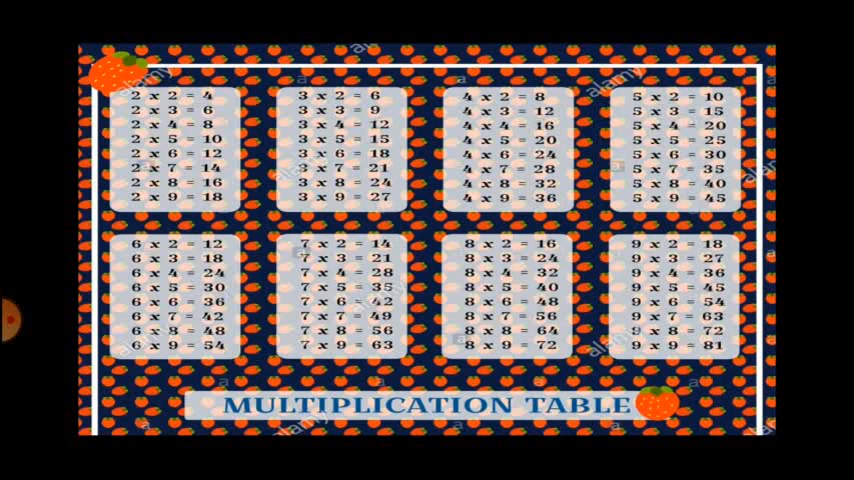 2 x 2 = 4
2 x 3 = 6
2 x 4 = 8
2 x 5 = 10
2 x 6 = 12
2 x 7 = 14
2 x 8 = 16
2 x 9 = 18
3 x 2 = 6
3 x 3 = 9
3 x 4 = 12
3 x 5 = 15
3 x 6 = 18
3 x 7 = 21
3 x 8 = 24
3 x 9 = 27
4 x 2 = 8
4 x 3 = 12
4 x 4 = 16
4 x 5 = 20
4 x 6 = 24
4 x 7 = 28
4 x 8 = 32
4 x 9 = 36
5 x 2 = 10
5 x 3 = 15
5 x 4 = 20
5 x 5 = 25
5 x 6 = 30
5 x 7 = 35
5 x 8 = 40
5 x 9 = 45
6 x 2 = 12
6 x 3 = 18
6 x 4 = 24
6 x 5 = 30
6 x 6 = 36
6 x 7 = 42
6 x 8 = 48
6 x 9 = 54
7 x 2 = 14
7 x 3 = 21
7 x 4 = 28
7 x 5 = 35
7 x 6 = 42
7 x 7 = 49
7 x 8 = 56
7 x 9 = 63
8 x 2 = 16
8 x 3 = 24
8 x 4 = 32
8 x 5 = 40
8 x 6 = 48
8 x 7 = 56
8 x 8 = 64
8 x 9 = 72
9 x 2 = 18
9 x 3 = 27
9 x 4 = 36
9 x 5 = 45
9 x 6 = 54
9 x 7 = 63
9 x 8 = 72
9 x 9 = 81
MULTIPLICATION TABLE
alamy